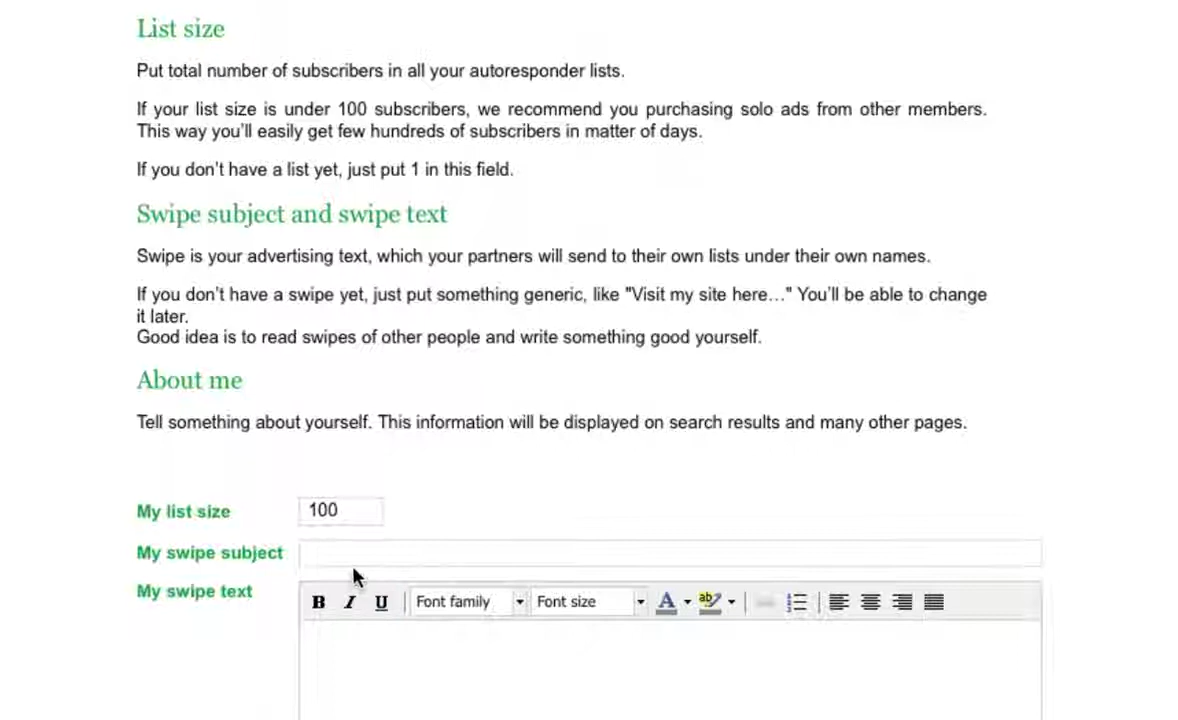 List size
Put total number of subscribers in all your autoresponder lists.
If your list size is under 100 subscribers, we recommend you purchasing solo ads from other members.
This way you'll easily get few hundreds of subscribers in matter of days.
If you don't have a list yet, just put 1 in this field.
Swipe subject and swipe text
Swipe is your advertising text, which your partners will send to their own lists under their own names.
If you don't have a swipe yet, just put something generic, like "Visit my site here..." You'll be able to change
it later.
Good idea is to read swipes of other people and write something good yourself.
About me
Tell something about yourself. This information will be displayed on search results and many other pages.
My list size 100
My swipe subject
My swipe text
B I U Font family Font size A ab